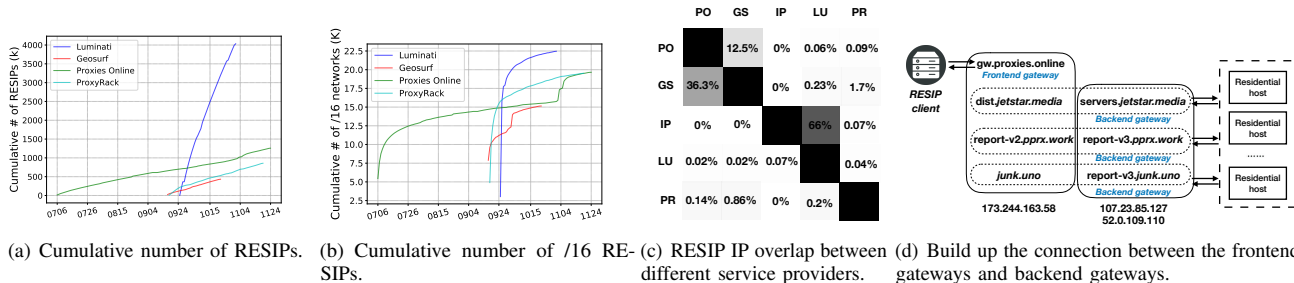 Cumulative # of RESIPs (k)
4000
3500
3000
2500
2000
1500
1000
500
0
Luminati
Geosurf
Proxies Online
ProxyRack
0706
0726
0815
0904
0924
1015
1104
1124
(a) Cumulative number of RESIPs.
Cumulative # of /16 networks (K)
22.5
20.0
17.5
15.0
12.5
10.0
7.5
5.0
2.5
Luminati
Geosurf
Proxies Online
ProxyRack
0706
0726
0815
0904
0924
1015
1104
1124
(b) Cumulative number of /16 RE-
SIPs.
PO GS IP LU PR
PO 12.5% 0% 0.06% 0.09%
GS 36.3% 0% 0.23% 1.7%
IP 0% 0% 66% 0.07%
LU 0.02% 0.02% 0.07% 0.04%
PR 0.14% 0.86% 0% 0.2%
(c) RESIP IP overlap between
different service providers.
RESIP
client
gw.proxies.online
Frontend gateway
dist.jetstar.media
servers.jetstar.media
Backend gateway
report-v2.pprx.work
report-v3.pprx.work
Backend gateway
junk.uno
report-v3.junk.uno
Backend gateway
173.244.163.58
107.23.85.127
52.0.109.110
Residential
host
Residential
host
......
Residential
host
(d) Build up the connection between the frontend
gateways and backend gateways.